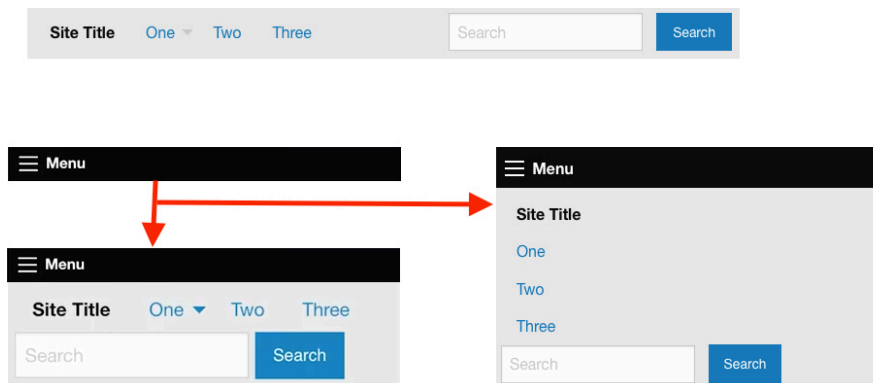 Site Title One Two Three Search Search
Menu
Menu
Site Title One Two Three
Search Search
Menu
Site Title
One
Two
Three
Search Search